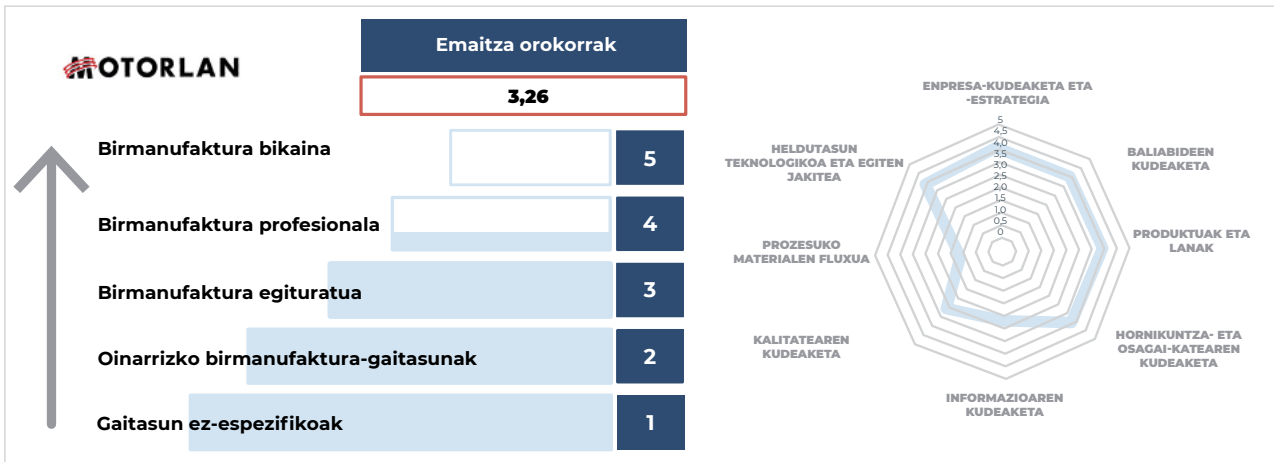 MOTORLAN
Emaitza orokorrak
3,26
Birmanufaktura bikaina
5
Birmanufaktura profesionala
4
Birmanufaktura egituratua
3
Oinarrizko birmanufaktura-gaitasunak
2
Gaitasun ez-espezifikoak
1
ENPRESA-KUDEAKETA ETA
-ESTRATEGIA
5
4,5
4,0
3,5
3,0
2,5
2,0
1,5
1,0
0,5
0
BALIABIDEEN
KUDEAKETA
PRODUKTUAK ETA
LANAK
HORNIKUNTZA- ETA
OSAGAI-KATEAREN
KUDEAKETA
INFORMAZIOAREN
KUDEAKETA
KALITATEAREN
KUDEAKETA
PROZESUKO
MATERIALEN FLUXUA
HELDUTASUN
TEKNOLOGIKOA ETA EGITEN
JAKITEA